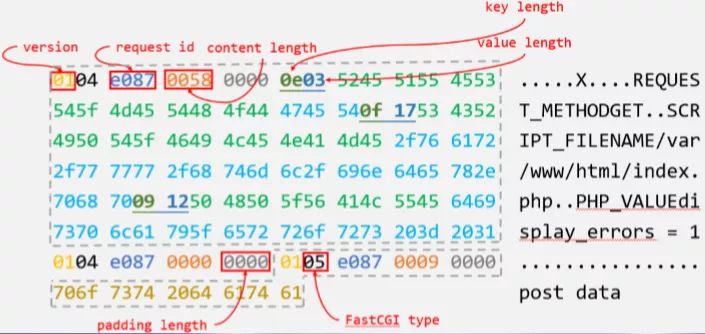 key length
version request id content length value length
0104 e087 0058 0000 0e03 5245 5155 4553 .....X....REQUES
545f 4d45 5448 4f44 4745 540f 1753 4352 T_METHODGET..SCR
4950 545f 4649 4c45 4e41 4d45 2f76 6172 IPT_FILENAME/var
2f77 7777 2f68 746d 6c2f 696e 6465 782e /www/html/index.
7068 7009 1250 4850 5f56 414c 5545 6469 php..PHP_VALUEdi
7370 6c61 795f 6572 726f 7273 203d 2031 splay_errors = 1
0104 e087 0000 0000 0105 e087 0009 0000 ................
706f 7374 2064 6174 61 post data
padding length FastCGI type